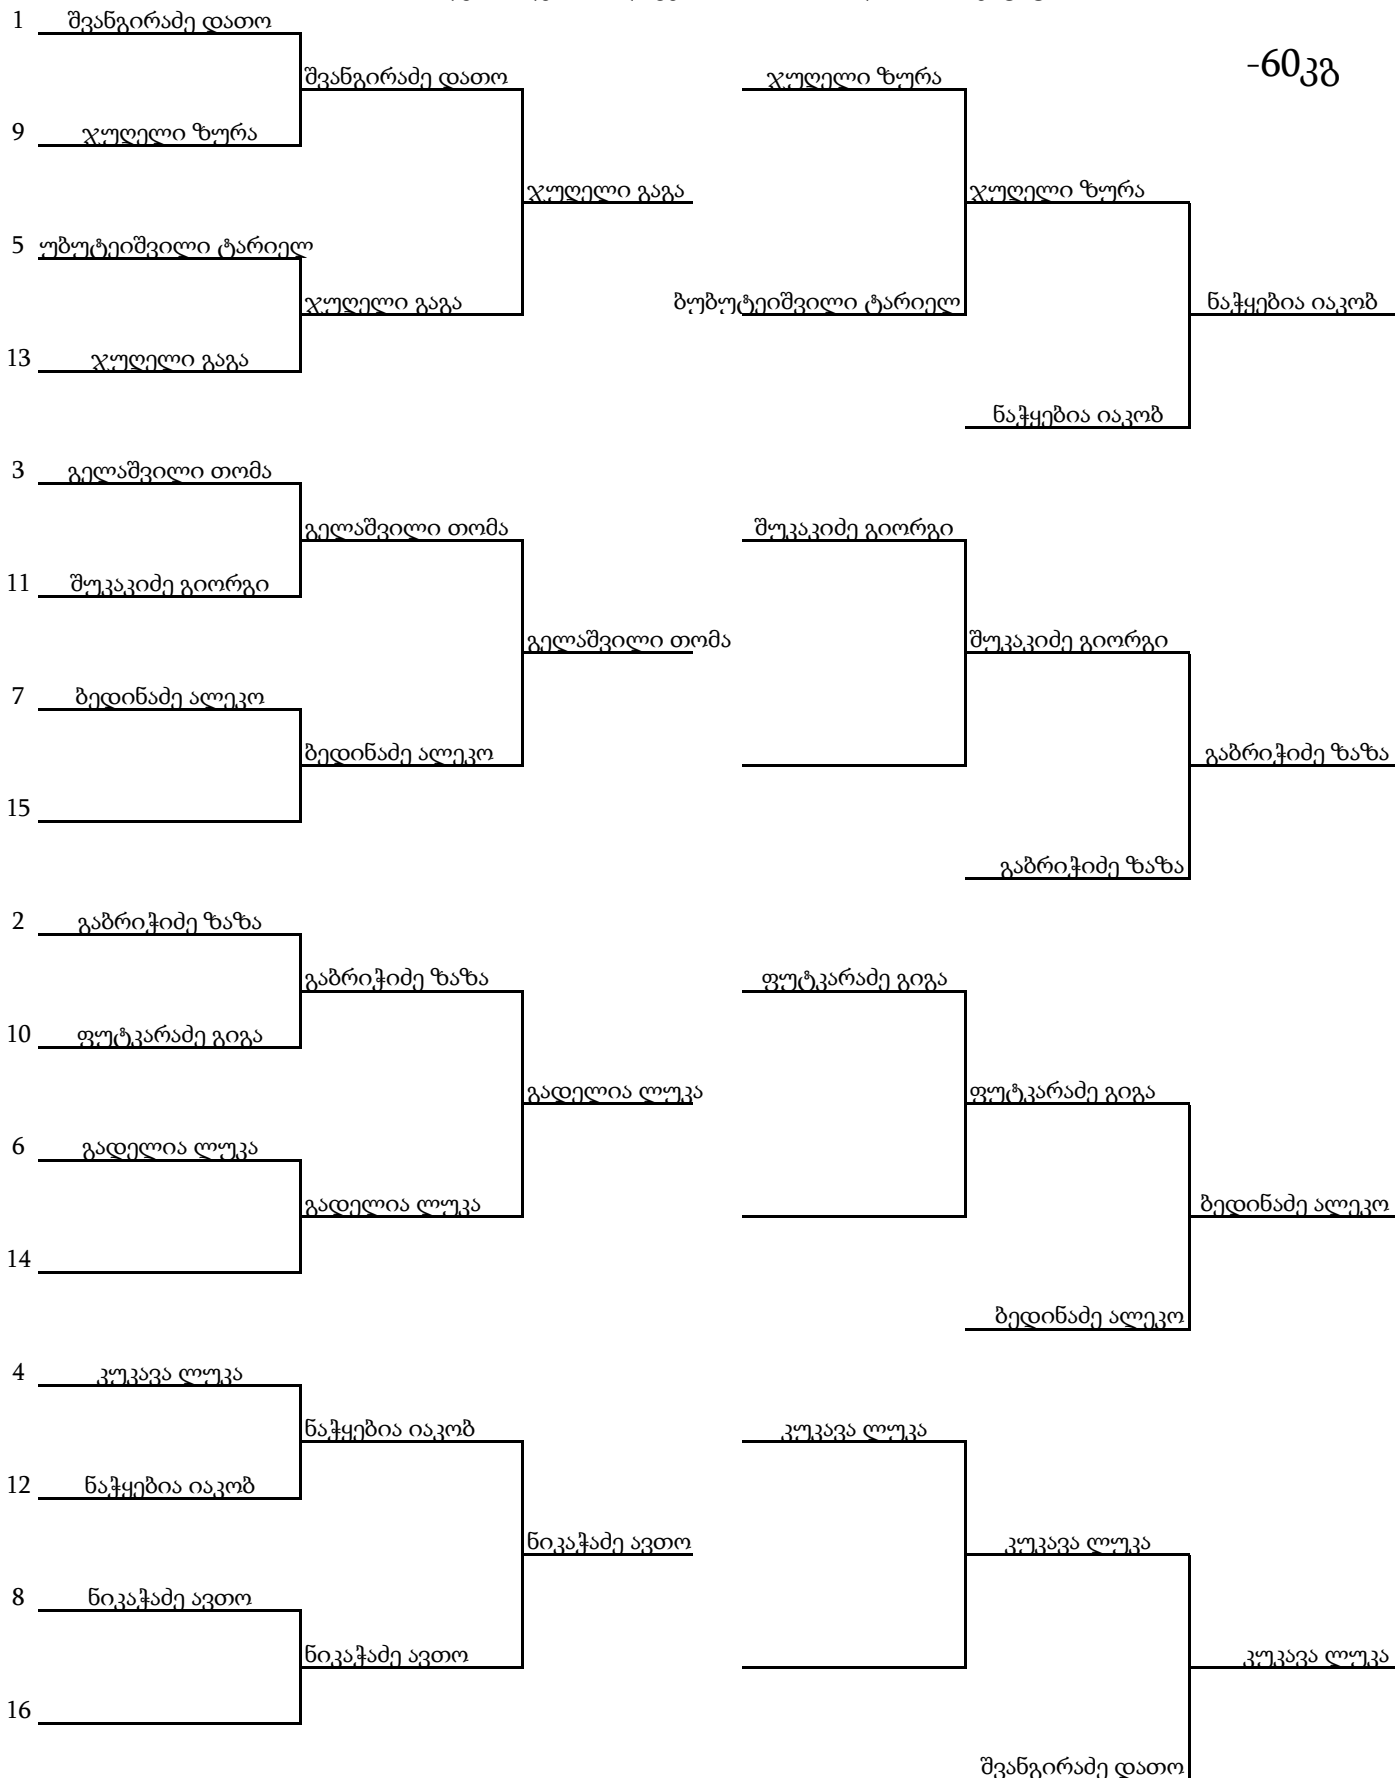 1 შვანგირაძე დათო
-60კგ
შვანგირაძე დათო
ჯუღელი ზურა
9 ჯუღელი ზურა
ჯუღელი გაგა
ჯუღელი ზურა
5 უბუტეიშვილი ტარიელ
ჯუღელი გაგა
ბუბუტეიშვილი ტარიელ
ნაჭყებია იაკობ
13 ჯუღელი გაგა
ნაჭყებია იაკობ
3 გელაშვილი თომა
გელაშვილი თომა
შუკაკიძე გიორგი
11 შუკაკიძე გიორგი
გელაშვილი თომა
შუკაკიძე გიორგი
7 ბედინაძე ალეკო
ბედინაძე ალეკო
გაბრიჭიძე ზაზა
15
გაბრიჭიძე ზაზა
2 გაბრიჭიძე ზაზა
გაბრიჭიძე ზაზა
ფუტკარაძე გიგა
10 ფუტკარაძე გიგა
გადელია ლუკა
ფუტკარაძე გიგა
6 გადელია ლუკა
გადელია ლუკა
ბედინაძე ალეკო
14
ბედინაძე ალეკო
4 კუკავა ლუკა
ნაჭყებია იაკობ
კუკავა ლუკა
12 ნაჭყებია იაკობ
ნიკაჭაძე ავთო
კუკავა ლუკა
8 ნიკაჭაძე ავთო
ნიკაჭაძე ავთო
კუკავა ლუკა
16
შვანგირაძე დათო